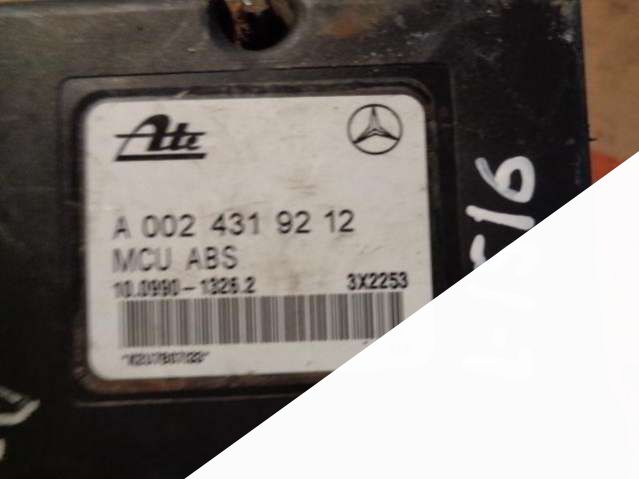 Ate
A 002 431 92 12
MCU ABS
10.0990-1326.2 3X2253